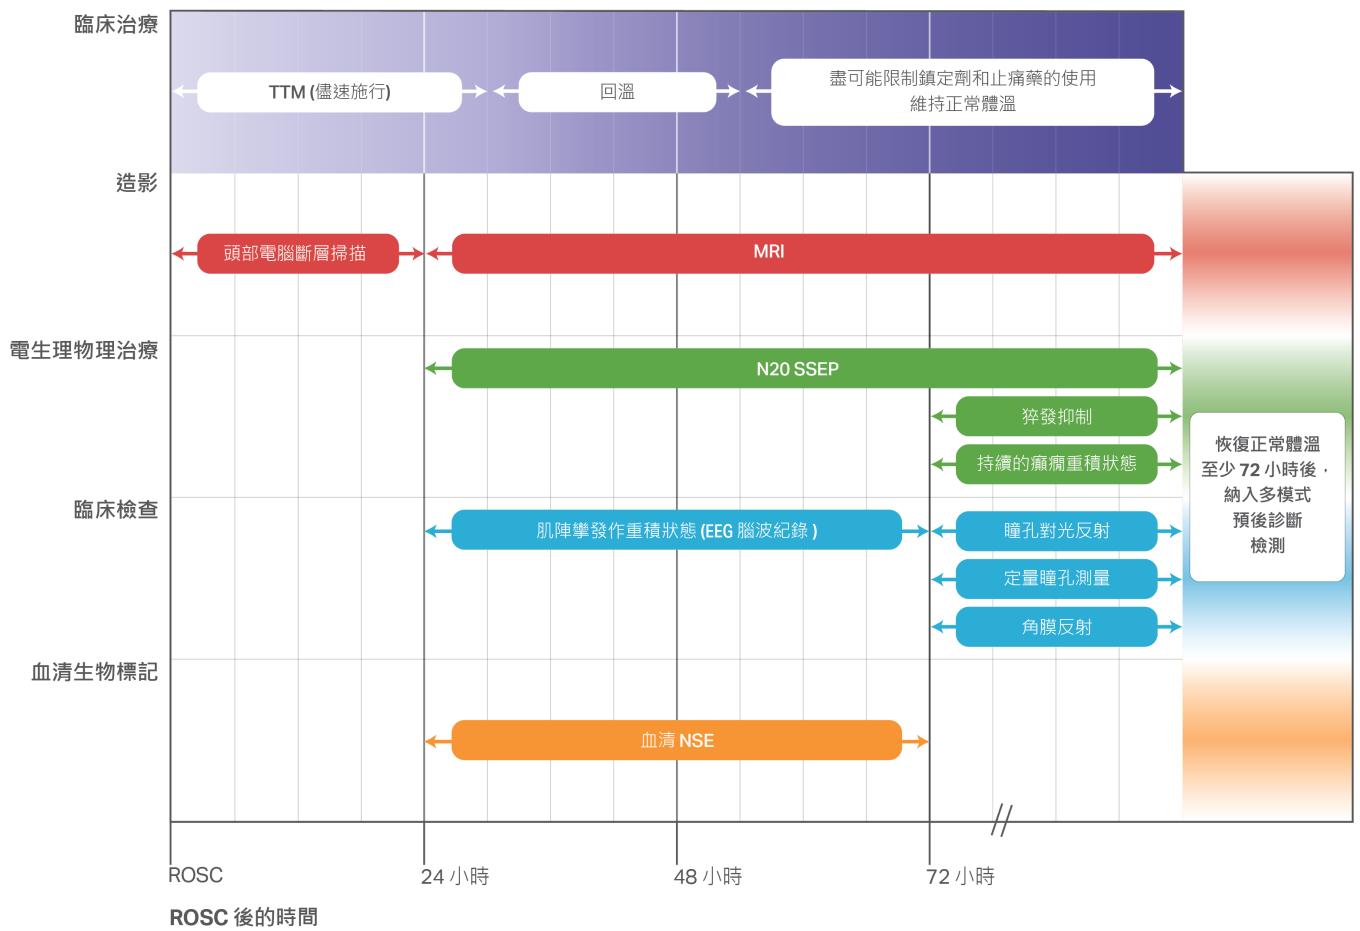 臨床治療
TTM (儘速施行)
回溫
盡可能限制鎮定劑和止痛藥的使用
維持正常體溫
造影
頭部電腦斷層掃描
MRI
電生理物理治療
N20 SSEP
猝發抑制
持續的癲癇重積狀態
臨床檢查
肌陣攣發作重積狀態 (EEG 腦波紀錄 )
瞳孔對光反射
定量瞳孔測量
角膜反射
恢復正常體溫
至少 72 小時後，
納入多模式
預後診斷
檢測
血清生物標記
血清 NSE
ROSC
24 小時
48 小時
72 小時
ROSC 後的時間